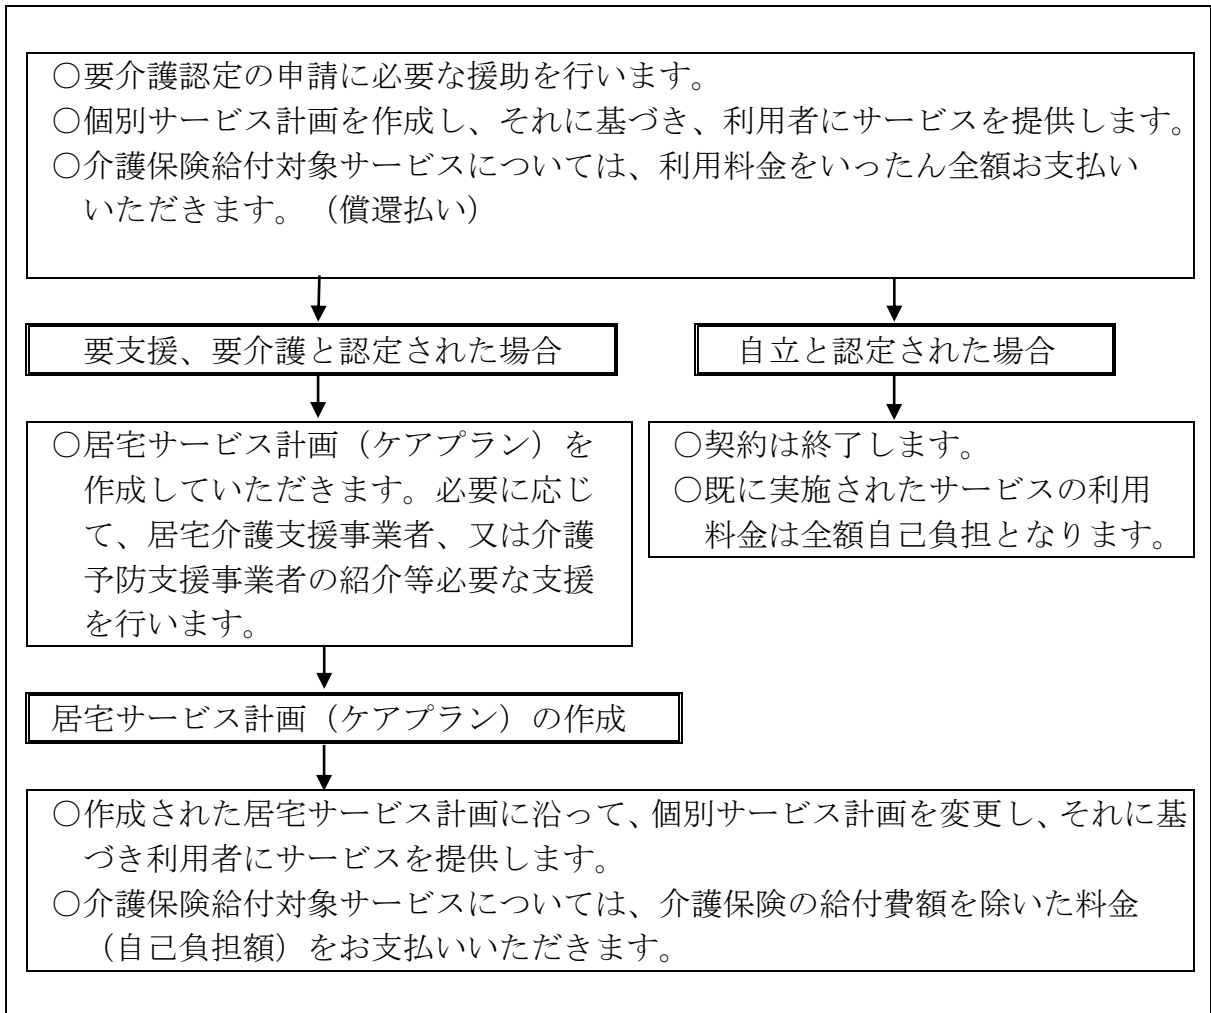 ○要介護認定の申請に必要な援助を行います。
○個別サービス計画を作成し、それに基づき、利用者にサービスを提供します。
○介護保険給付対象サービスについては、利用料金をいったん全額お支払い
いただきます。（償還払い）
要支援、要介護と認定された場合
自立と認定された場合
○居宅サービス計画（ケアプラン）を
作成していただきます。必要に応じ
て、居宅介護支援事業者、又は介護
予防支援事業者の紹介等必要な支援
を行います。
○契約は終了します。
○既に実施されたサービスの利用
料金は全額自己負担となります。
居宅サービス計画（ケアプラン）の作成
○作成された居宅サービス計画に沿って、個別サービス計画を変更し、それに基
づき利用者にサービスを提供します。
○介護保険給付対象サービスについては、介護保険の給付費額を除いた料金
（自己負担額）をお支払いいただきます。